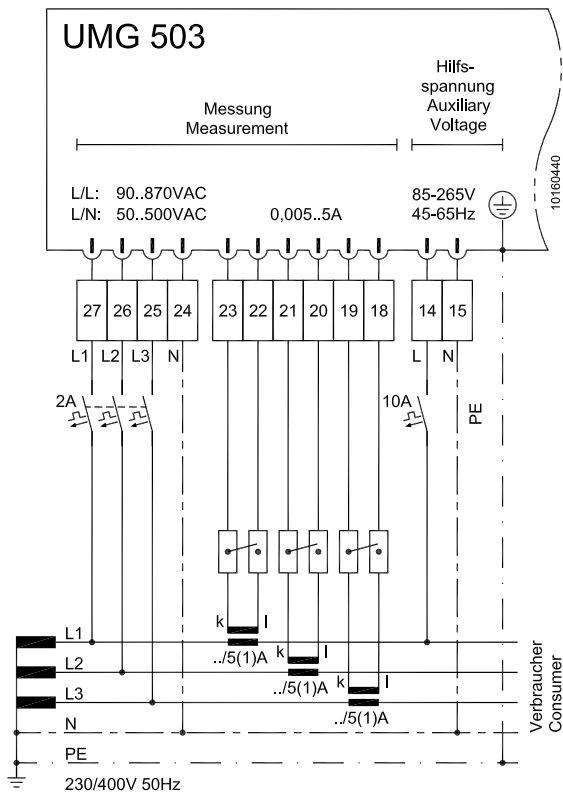 UMG 503
Hilfs-
spannung
Auxiliary
Voltage
Messung
Measurement
L/L: 90..870VAC
L/N: 50..500VAC
0,005..5A
85-265V
45-65Hz
10160440
27 26 25 24 23 22 21 20 19 18 14 15
L1 L2 L3 N L N
2A
10A
PE
k l
../5(1)A
k l
../5(1)A
k l
../5(1)A
L1
L2
L3
N
PE
230/400V 50Hz
Verbraucher
Consumer